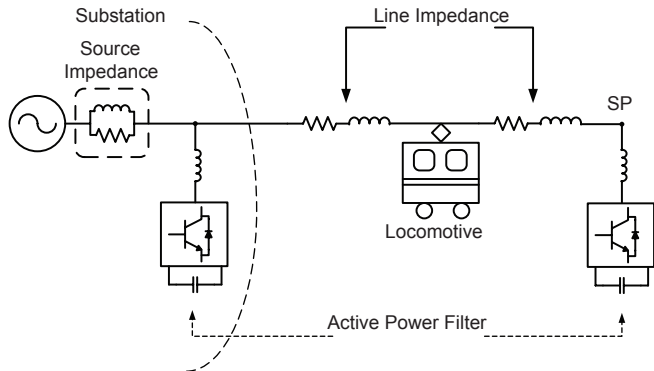 Substation
Line Impedance
Source
Impedance
SP
Locomotive
Active Power Filter